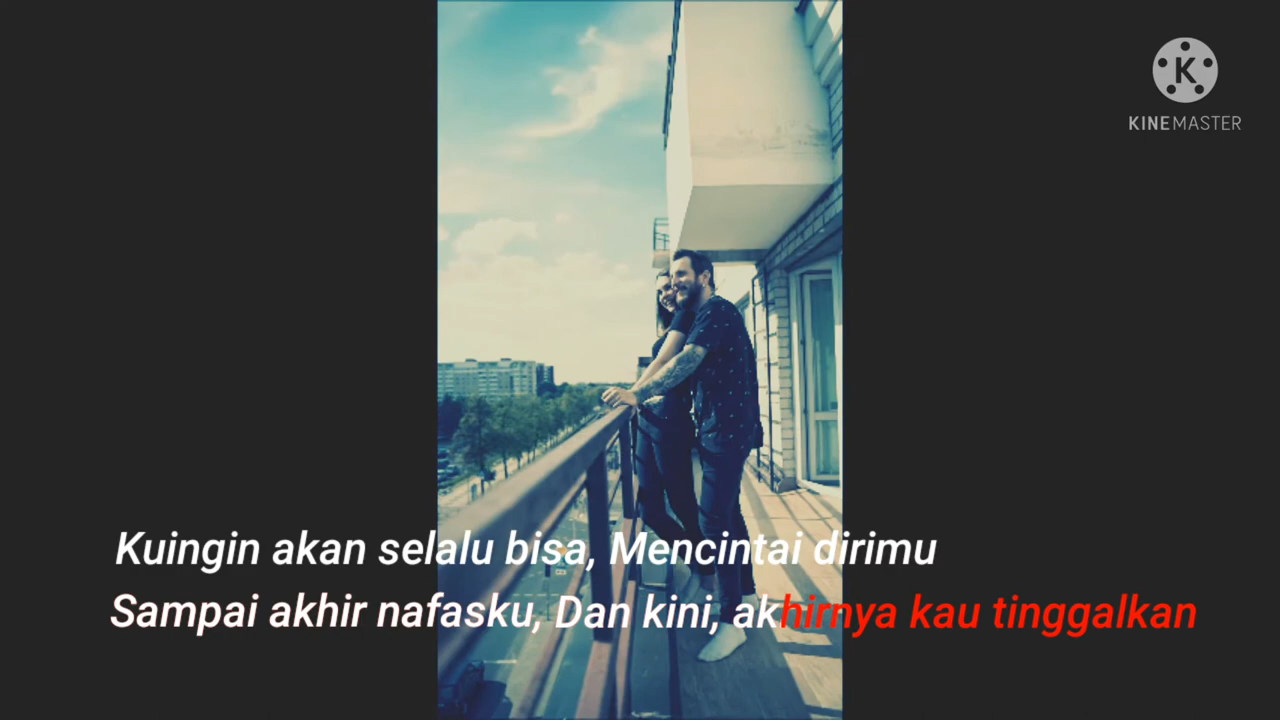 K
KINEMASTER
Kuingin akan selalu bisa, Mencintai dirimu
Sampai akhir nafasku, Dan kini, akhirnya kau tinggalkan